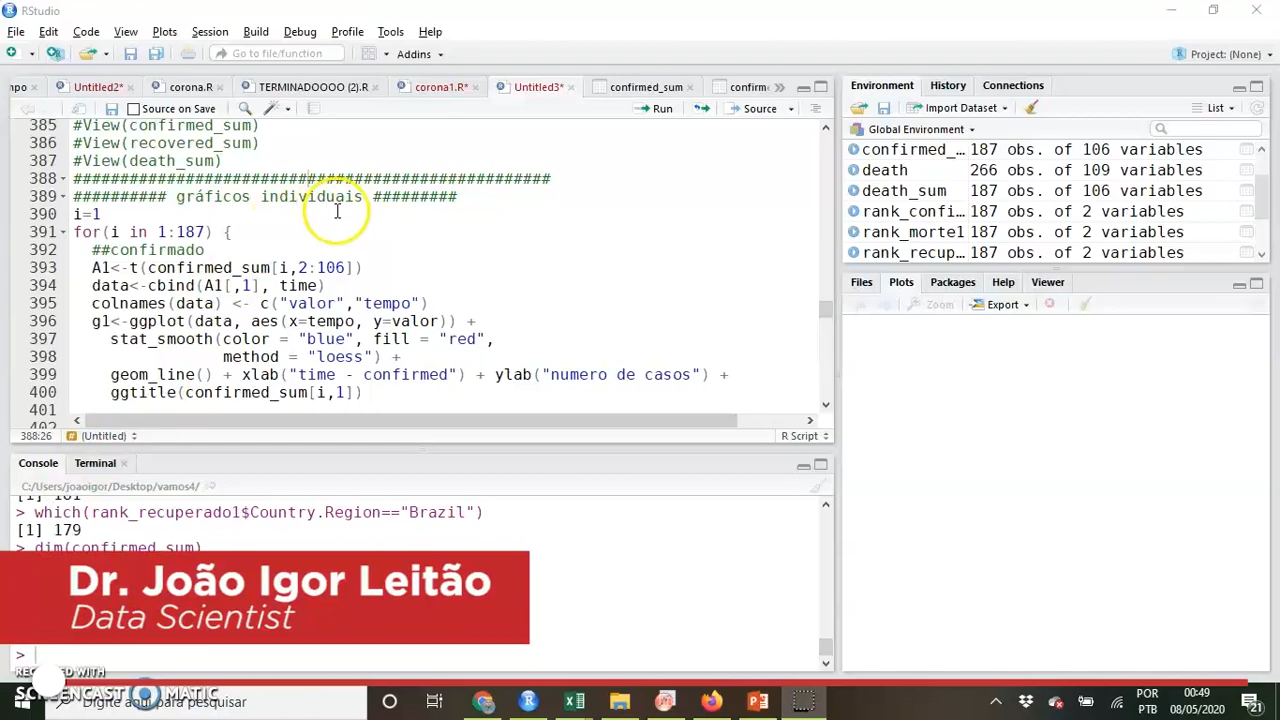 RStudio
File Edit Code View Plots Session Build Debug Profile Tools Help
Go to file/function Addins Project: (None)
Untitled2* corona.R TERMINADOOOO (2).R corona1.R* Untitled3* confirmed_sum
Source on Save Run Source
385 #View(confirmed_sum)
386 #View(recovered_sum)
387 #View(death_sum)
388 ###################################################
389 ########## gráficos individuais #########
390 i=1
391 for(i in 1:187) {
392 ##confirmado
393 A1<-t(confirmed_sum[i,2:106])
394 data<-cbind(A1[,1], time)
395 colnames(data) <- c("valor","tempo")
396 g1<-ggplot(data, aes(x=tempo, y=valor)) +
397 stat_smooth(color = "blue", fill = "red",
398 method = "loess") +
399 geom_line() + xlab("time - confirmed") + ylab("numero de casos") +
400 ggtitle(confirmed_sum[i,1])
401
402
388:26 (Untitled) R Script
Console Terminal
C:/Users/joaoigor/Desktop/vamos4/
> which(rank_recuperado1$Country.Region=="Brazil")
[1] 179
> dim(confirmed_sum)
>
Environment History Connections
Import Dataset List
Global Environment
confirmed_... 187 obs. of 106 variables
death 266 obs. of 109 variables
death_sum 187 obs. of 106 variables
rank_confi... 187 obs. of 2 variables
rank_morte1 187 obs. of 2 variables
rank_recup... 187 obs. of 2 variables
Files Plots Packages Help Viewer
Zoom Export
Dr. João Igor Leitão
Data Scientist
RECORDED WITH
SCREENCAST MATIC
Digite aqui para pesquisar
POR
PTB
00:49
08/05/2020
21